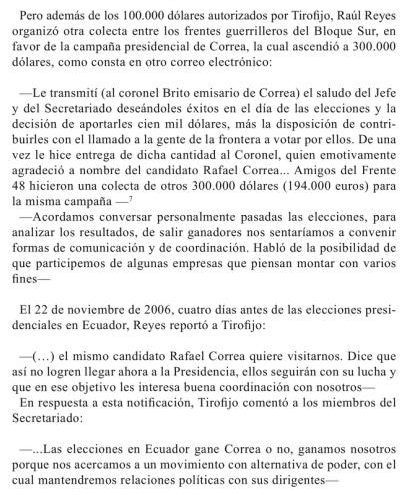 Pero además de los 100.000 dólares autorizados por Tirofijo, Raúl Reyes
organizó otra colecta entre los frentes guerrilleros del Bloque Sur, en
favor de la campaña presidencial de Correa, la cual ascendió a 300.000
dólares, como consta en otro correo electrónico:
—Le transmití (al coronel Brito emisario de Correa) el saludo del Jefe
y del Secretariado deseándoles éxitos en el día de las elecciones y la
decisión de aportarles cien mil dólares, más la disposición de contri-
buirles con el llamado a la gente de la frontera a votar por ellos. De una
vez le hice entrega de dicha cantidad al Coronel, quien emotivamente
agradeció a nombre del candidato Rafael Correa... Amigos del Frente
48 hicieron una colecta de otros 300.000 dólares (194.000 euros) para
la misma campaña —7
—Acordamos conversar personalmente pasadas las elecciones, para
analizar los resultados, de salir ganadores nos sentaríamos a convenir
formas de comunicación y de coordinación. Habló de la posibilidad de
que participemos de algunas empresas que piensan montar con varios
fines—
El 22 de noviembre de 2006, cuatro días antes de las elecciones presi-
denciales en Ecuador, Reyes reportó a Tirofijo:
—(…) el mismo candidato Rafael Correa quiere visitarnos. Dice que
así no logren llegar ahora a la Presidencia, ellos seguirán con su lucha y
que en ese objetivo les interesa buena coordinación con nosotros—
En respuesta a esta notificación, Tirofijo comentó a los miembros del
Secretariado:
—...Las elecciones en Ecuador gane Correa o no, ganamos nosotros
porque nos acercamos a un movimiento con alternativa de poder, con el
cual mantendremos relaciones políticas con sus dirigentes—